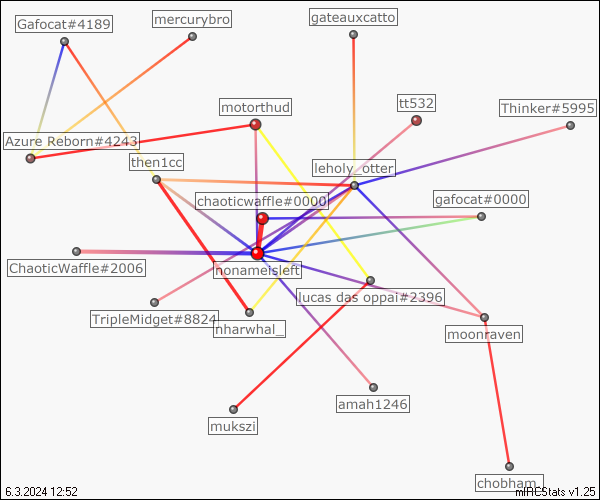 Gafocat#4189
mercurybro
gateauxcatto
motorthud
tt532
Thinker#5995
Azure Reborn#4243
then1cc
leholy_otter
chaoticwaffle#0000
gafocat#0000
ChaoticWaffle#2006
nonameisleft
lucas das oppai#2396
TripleMidget#8824
nharwhal_
moonraven
amah1246
mukszi
chobham_
6.3.2024 12:52
mIRCStats v1.25